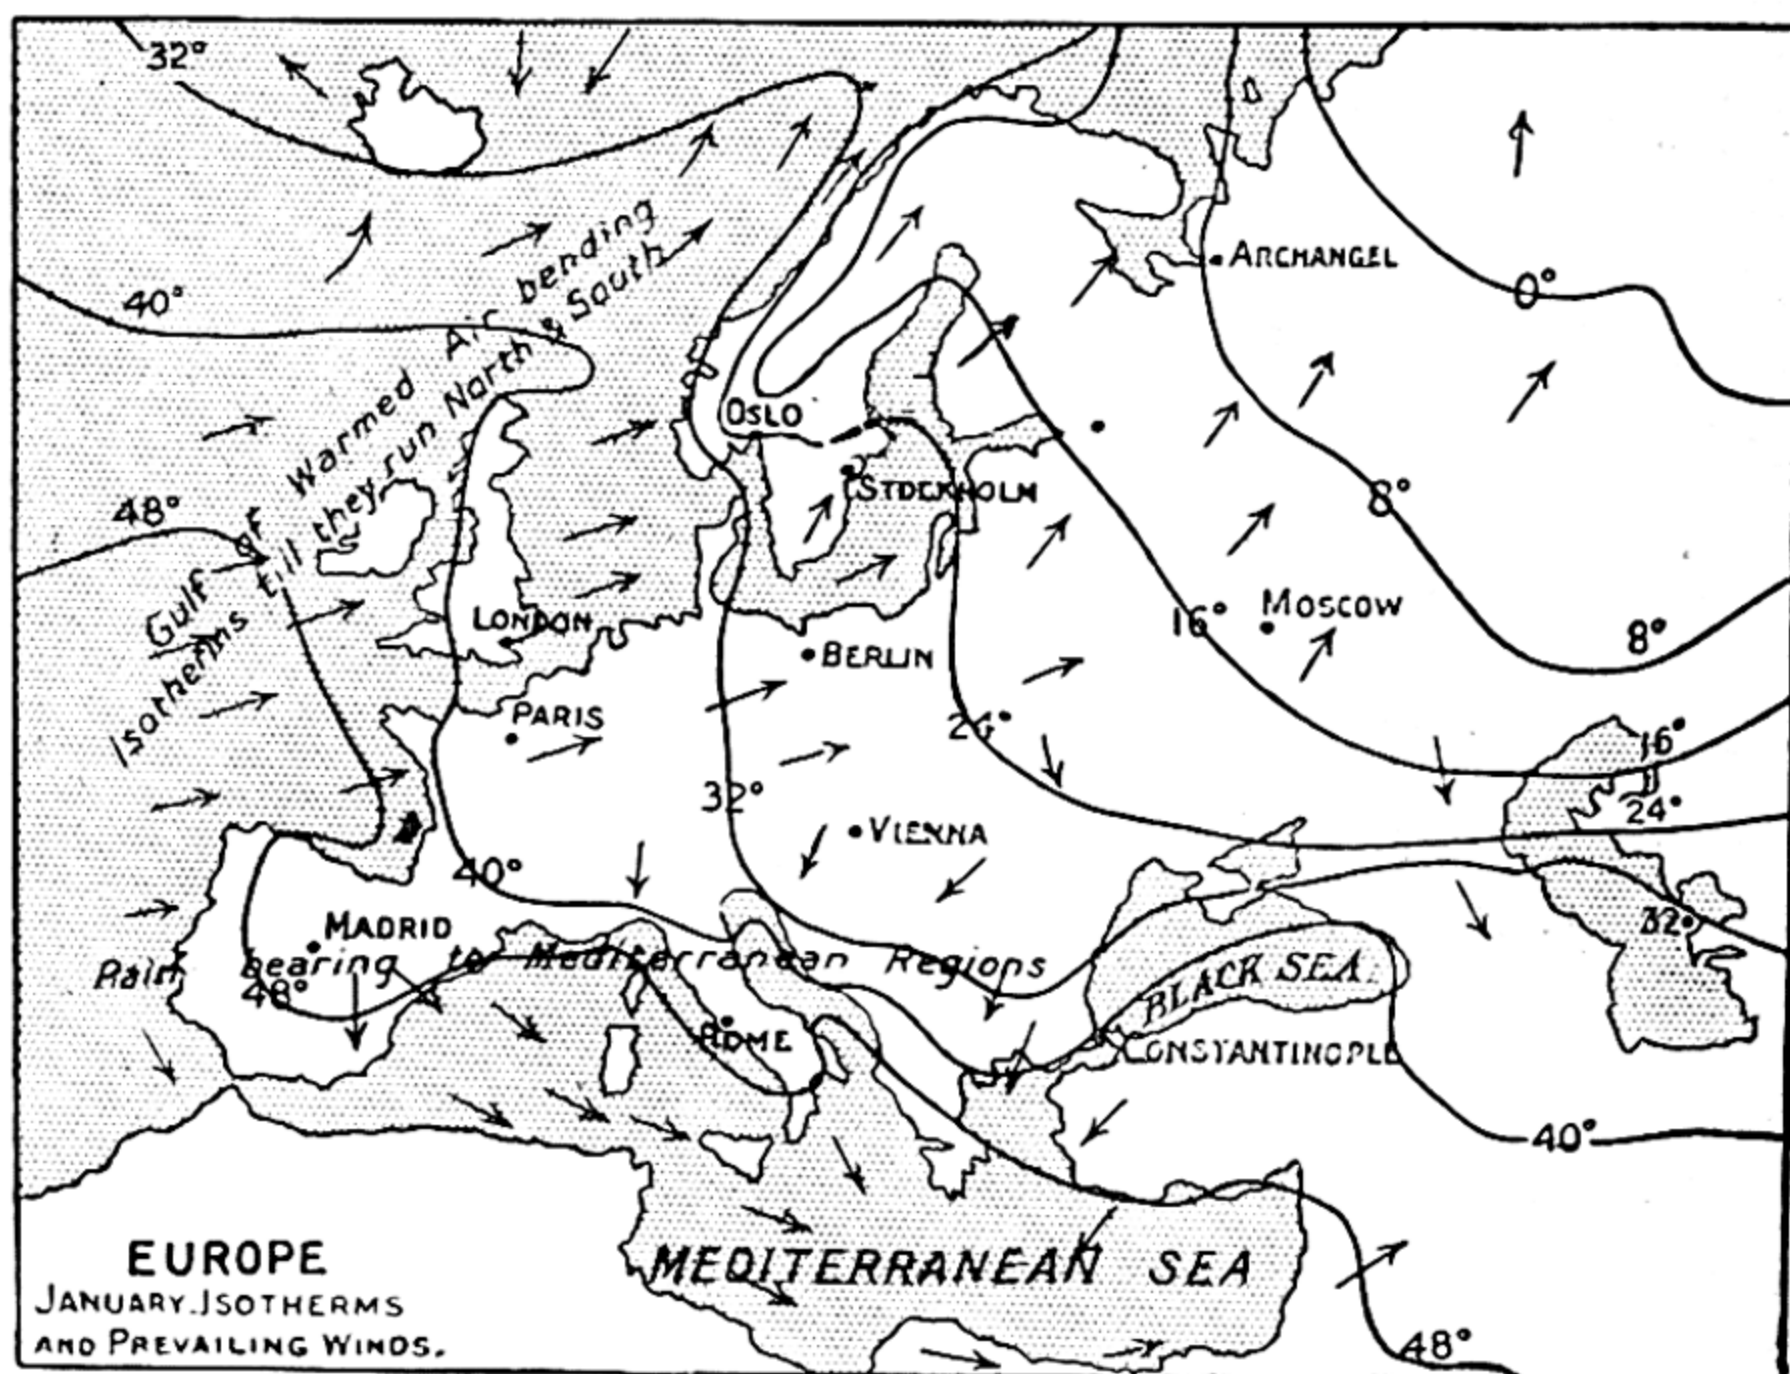 32°
40°
48°
Gulf of Warmed Air bending
Isotherms till they run North & South
ARCHANGEL
0°
OSLO
STOCKHOLM
8°
LONDON
16°
MOSCOW
8°
BERLIN
PARIS
24°
16°
32°
24°
VIENNA
40°
MADRID
32°
Rain bearing to Mediterranean Regions
48°
BLACK SEA
ROME
CONSTANTINOPLE
40°
EUROPE
JANUARY ISOTHERMS
AND PREVAILING WINDS.
MEDITERRANEAN SEA
48°